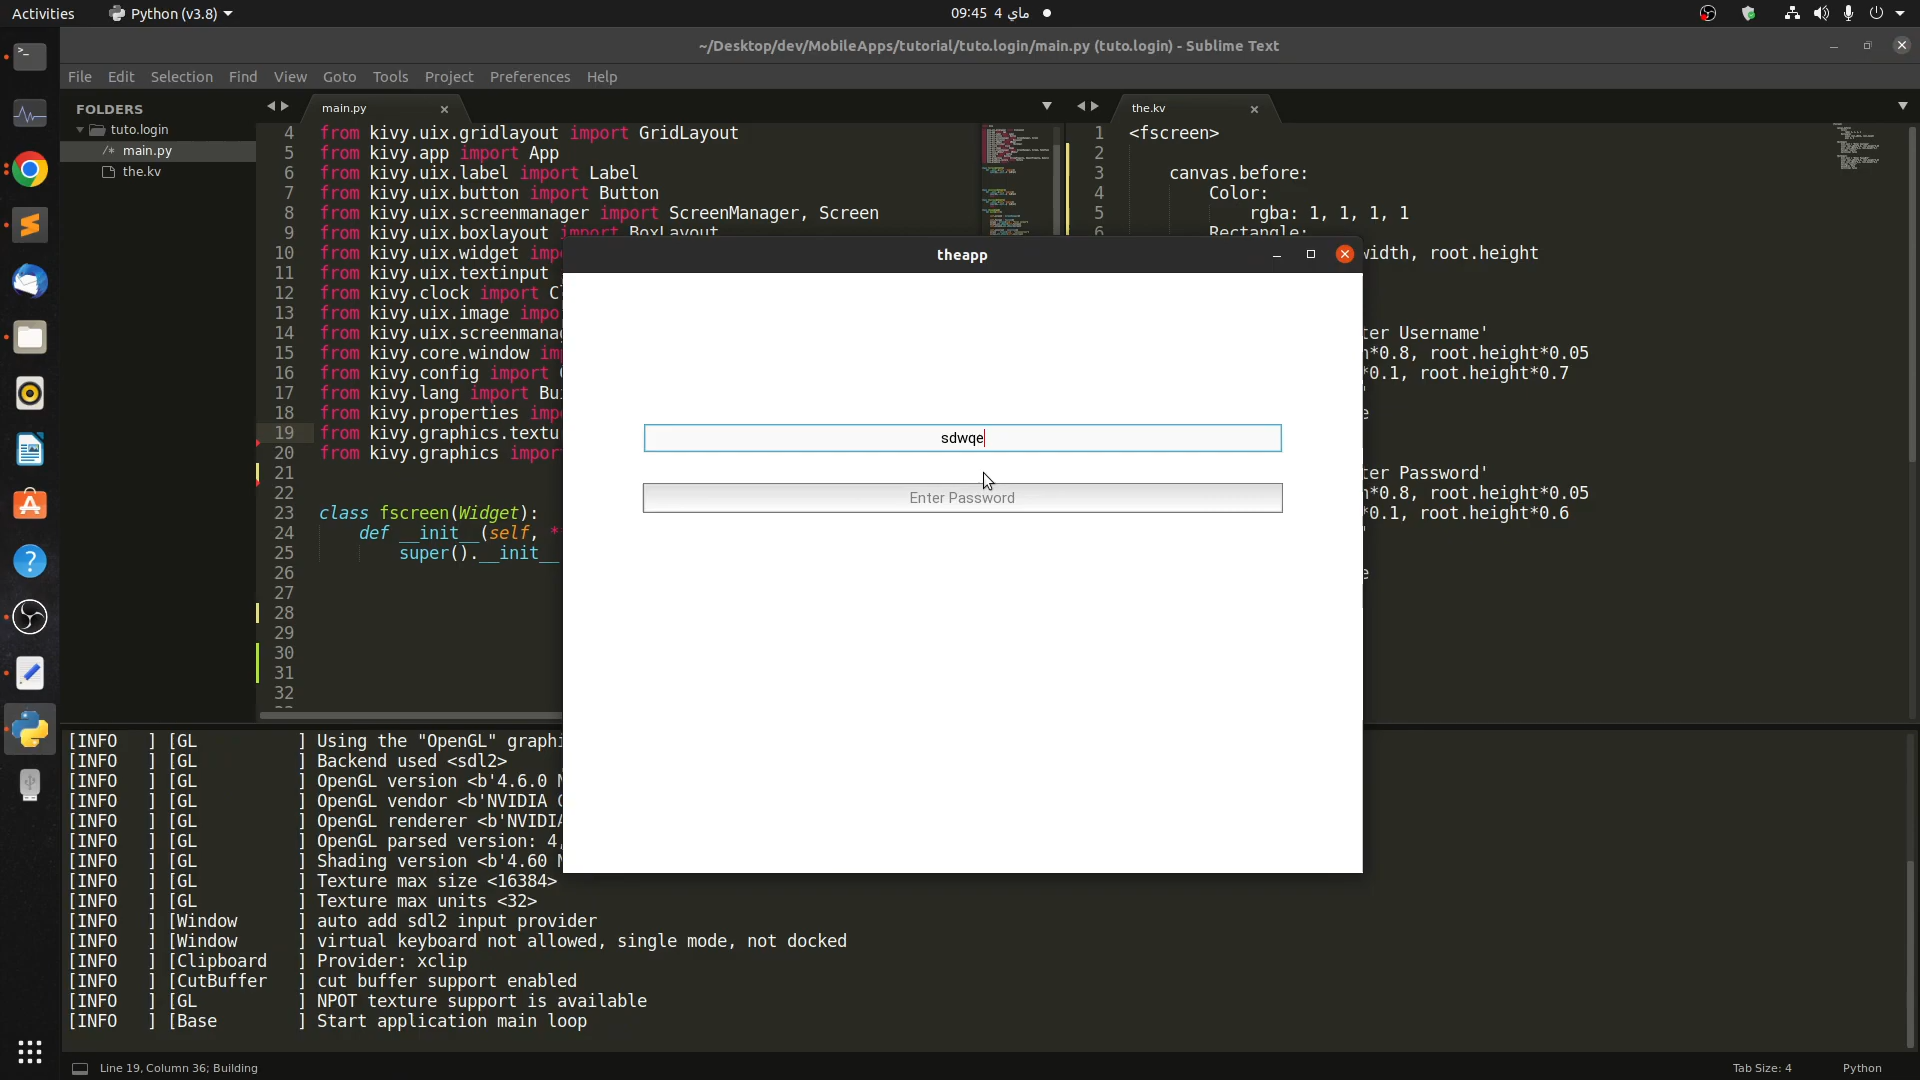 Activities
Python (v3.8)
09:45 4 ماي
~/Desktop/dev/MobileApps/tutorial/tuto.login/main.py (tuto.login) - Sublime Text
File Edit Selection Find View Goto Tools Project Preferences Help
FOLDERS
tuto.login
/* main.py
the.kv
main.py
4 from kivy.uix.gridlayout import GridLayout
5 from kivy.app import App
6 from kivy.uix.label import Label
7 from kivy.uix.button import Button
8 from kivy.uix.screenmanager import ScreenManager, Screen
9 from kivy.uix.boxlayout import BoxLayout
10 from kivy.uix.widget imp
11 from kivy.uix.textinput
12 from kivy.clock import C
13 from kivy.uix.image impo
14 from kivy.uix.screenmana
15 from kivy.core.window im
16 from kivy.config import
17 from kivy.lang import Bu
18 from kivy.properties imp
19 from kivy.graphics.textu
20 from kivy.graphics impor
21
22
23 class fscreen(Widget):
24 def __init__(self, *
25 super().__init__
26
27
28
29
30
31
32
the.kv
1 <fscreen>
2
3 canvas.before:
4 Color:
5 rgba: 1, 1, 1, 1
6 Rectangle:
width, root.height
ter Username'
*0.8, root.height*0.05
*0.1, root.height*0.7
'
e
ter Password'
*0.8, root.height*0.05
*0.1, root.height*0.6
'
e
theapp
sdwqe
Enter Password
[INFO ] [GL ] Using the "OpenGL" graphi
[INFO ] [GL ] Backend used <sdl2>
[INFO ] [GL ] OpenGL version <b'4.6.0 N
[INFO ] [GL ] OpenGL vendor <b'NVIDIA
[INFO ] [GL ] OpenGL renderer <b'NVIDIA
[INFO ] [GL ] OpenGL parsed version: 4,
[INFO ] [GL ] Shading version <b'4.60 N
[INFO ] [GL ] Texture max size <16384>
[INFO ] [GL ] Texture max units <32>
[INFO ] [Window ] auto add sdl2 input provider
[INFO ] [Window ] virtual keyboard not allowed, single mode, not docked
[INFO ] [Clipboard ] Provider: xclip
[INFO ] [CutBuffer ] cut buffer support enabled
[INFO ] [GL ] NPOT texture support is available
[INFO ] [Base ] Start application main loop
Line 19, Column 36; Building
Tab Size: 4
Python